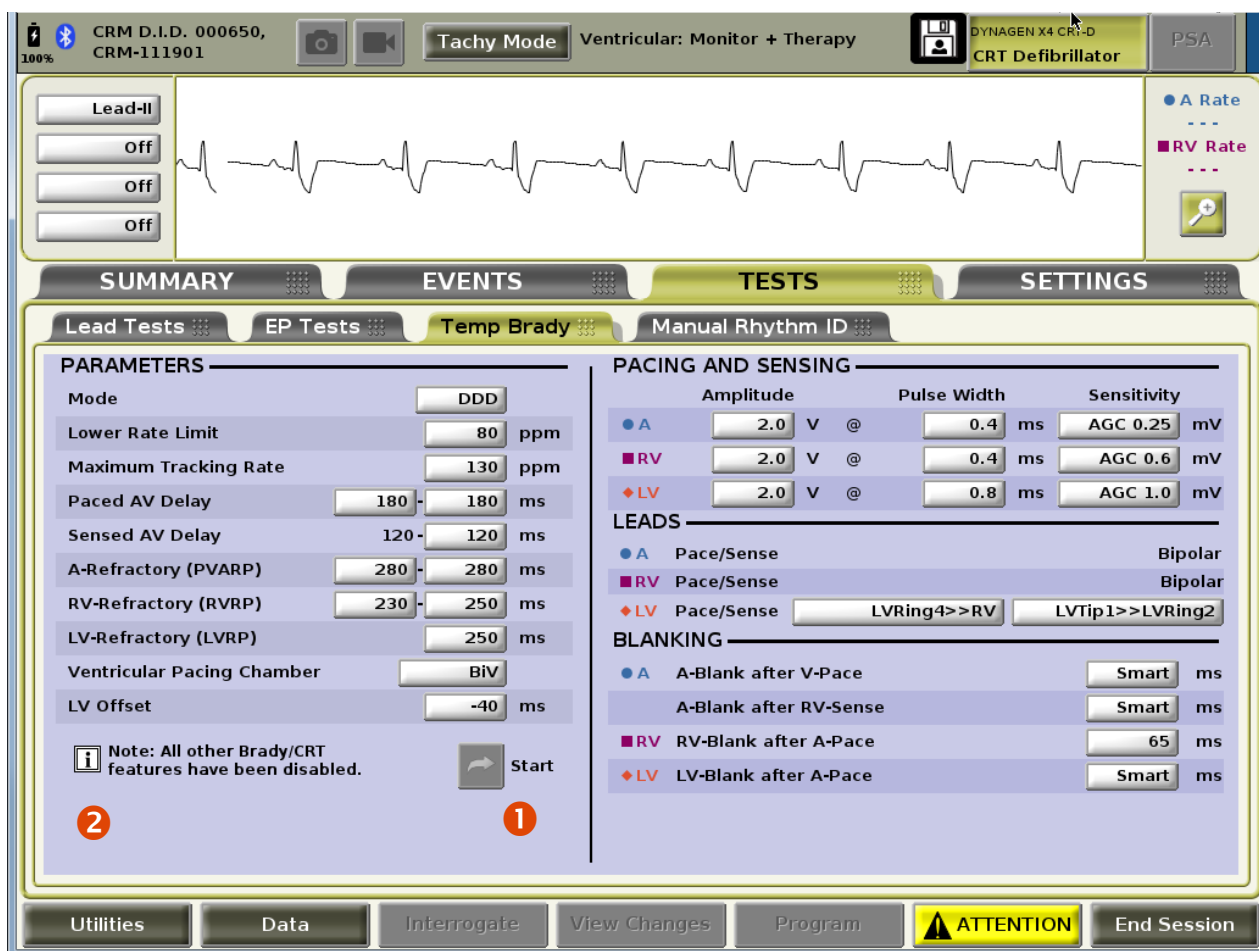 CRM D.I.D. 000650,
CRM-111901
100%
Tachy Mode
Ventricular: Monitor + Therapy
DYNAGEN X4 CRT-D
CRT Defibrillator
PSA
Lead-II
Off
Off
Off
A Rate
---
RV Rate
---
SUMMARY EVENTS TESTS SETTINGS
Lead Tests EP Tests Temp Brady Manual Rhythm ID
PARAMETERS
Mode DDD
Lower Rate Limit 80 ppm
Maximum Tracking Rate 130 ppm
Paced AV Delay 180 - 180 ms
Sensed AV Delay 120 - 120 ms
A-Refractory (PVARP) 280 - 280 ms
RV-Refractory (RVRP) 230 - 250 ms
LV-Refractory (LVRP) 250 ms
Ventricular Pacing Chamber BiV
LV Offset -40 ms
i Note: All other Brady/CRT
features have been disabled.
Start
2 1
PACING AND SENSING
Amplitude Pulse Width Sensitivity
A 2.0 V @ 0.4 ms AGC 0.25 mV
RV 2.0 V @ 0.4 ms AGC 0.6 mV
LV 2.0 V @ 0.8 ms AGC 1.0 mV
LEADS
A Pace/Sense Bipolar
RV Pace/Sense Bipolar
LV Pace/Sense LVRing4>>RV LVTip1>>LVRing2
BLANKING
A A-Blank after V-Pace Smart ms
A-Blank after RV-Sense Smart ms
RV RV-Blank after A-Pace 65 ms
LV LV-Blank after A-Pace Smart ms
Utilities Data Interrogate View Changes Program ATTENTION End Session